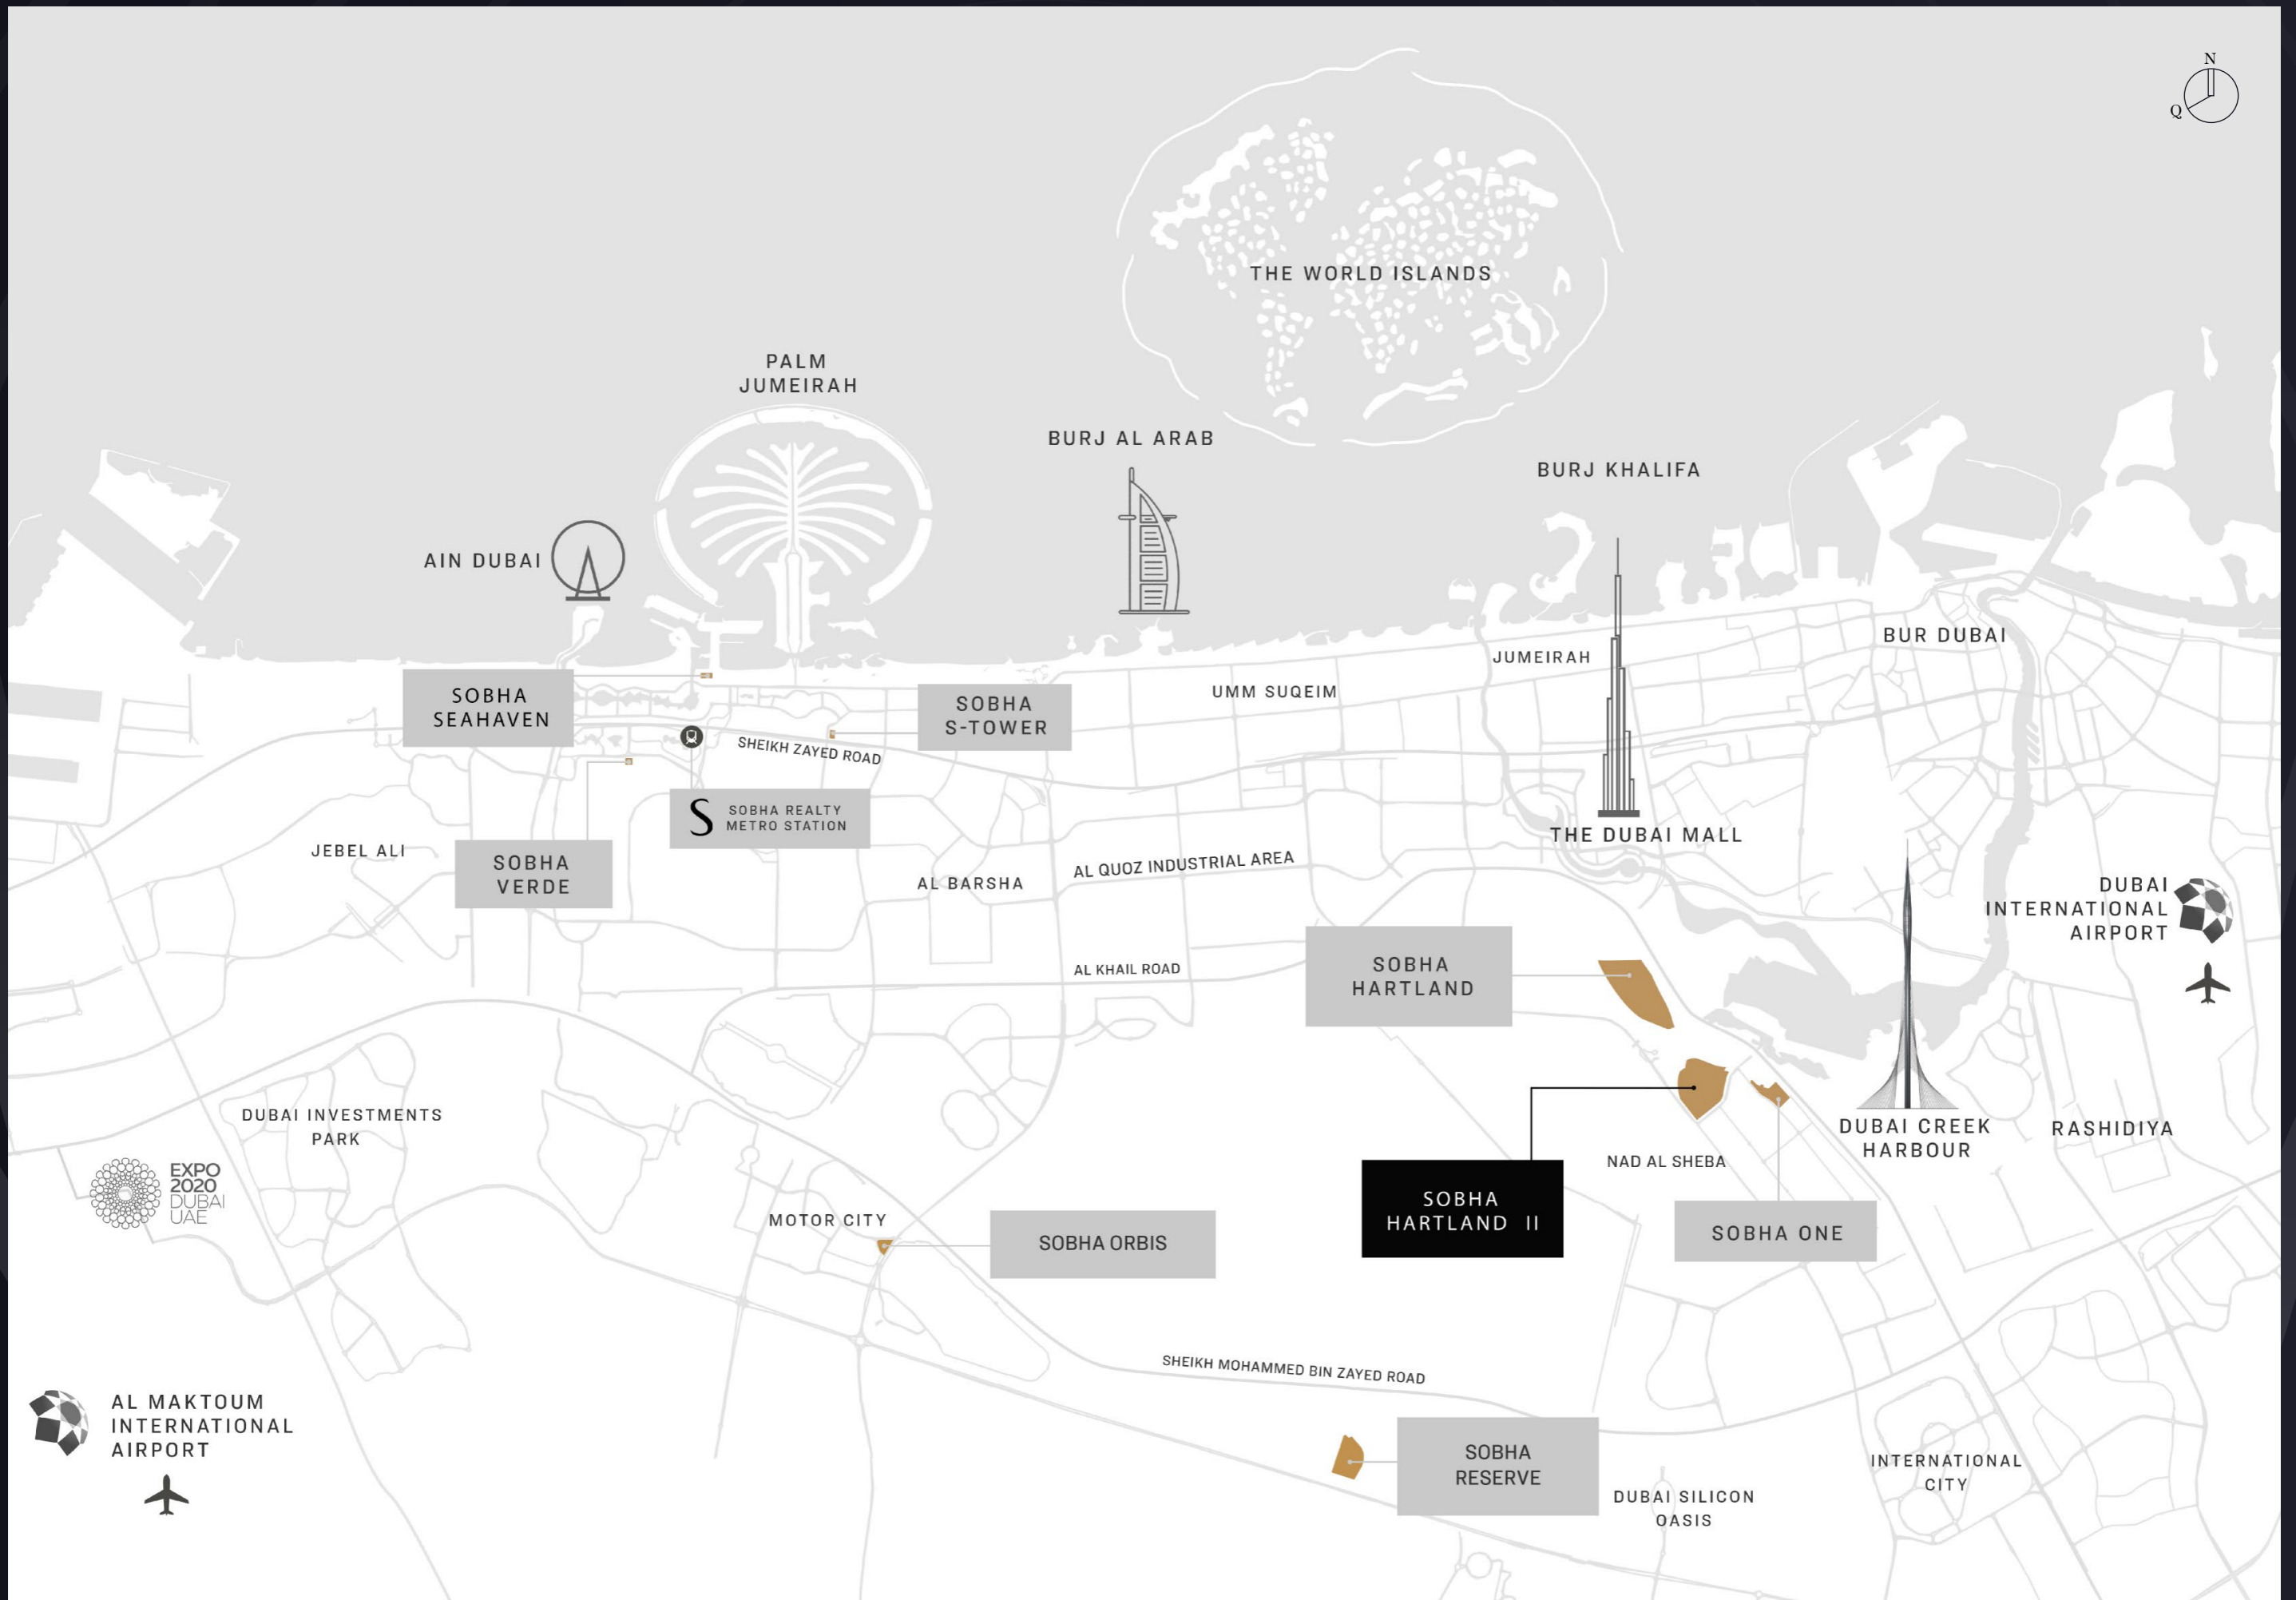 N
Q
THE WORLD ISLANDS
PALM
JUMEIRAH
BURJ AL ARAB
BURJ KHALIFA
AIN DUBAI
BUR DUBAI
JUMEIRAH
UMM SUQEIM
SOBHA
SEAHAVEN
SOBHA
S-TOWER
SHEIKH ZAYED ROAD
S
SOBHA REALTY
METRO STATION
THE DUBAI MALL
JEBEL ALI
SOBHA
VERDE
AL BARSHA
AL QUOZ INDUSTRIAL AREA
DUBAI
INTERNATIONAL
AIRPORT
AL KHAIL ROAD
SOBHA
HARTLAND
DUBAI INVESTMENTS
PARK
DUBAI CREEK
HARBOUR
RASHIDIYA
NAD AL SHEBA
EXPO
2020
DUBAI
UAE
SOBHA
HARTLAND II
MOTOR CITY
SOBHA ORBIS
SOBHA ONE
SHEIKH MOHAMMED BIN ZAYED ROAD
AL MAKTOUM
INTERNATIONAL
AIRPORT
SOBHA
RESERVE
INTERNATIONAL
CITY
DUBAI SILICON
OASIS